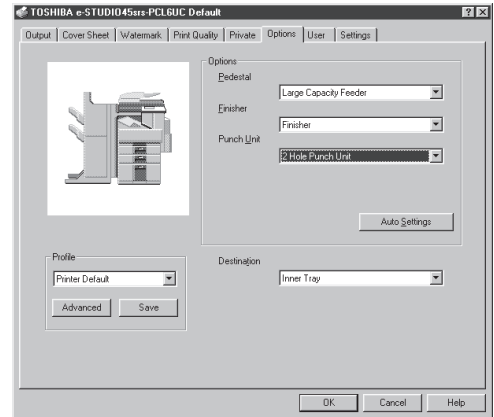 TOSHIBA e-STUDIO45srs-PCL6UC Default
Output Cover Sheet Watermark Print Quality Private Options User Settings
Options
Pedestal
Large Capacity Feeder
Finisher
Finisher
Punch Unit
2 Hole Punch Unit
Auto Settings
Profile
Printer Default
Advanced Save
Destination
Inner Tray
OK Cancel Help